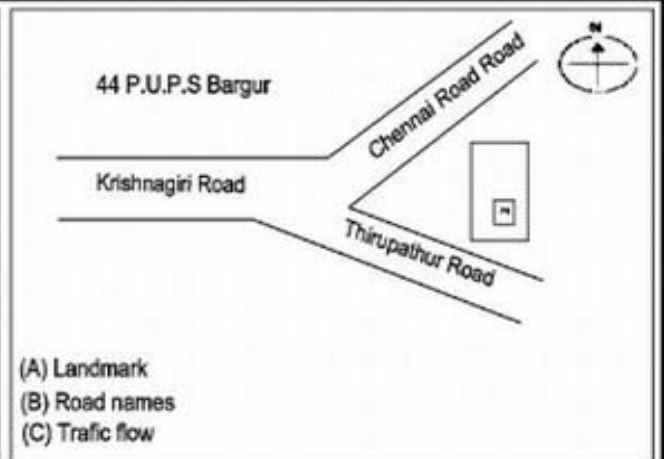 N
44 P.U.P.S Bargur
Chennai Road Road
Krishnagiri Road
Thirupathur Road
(A) Landmark
(B) Road names
(C) Trafic flow